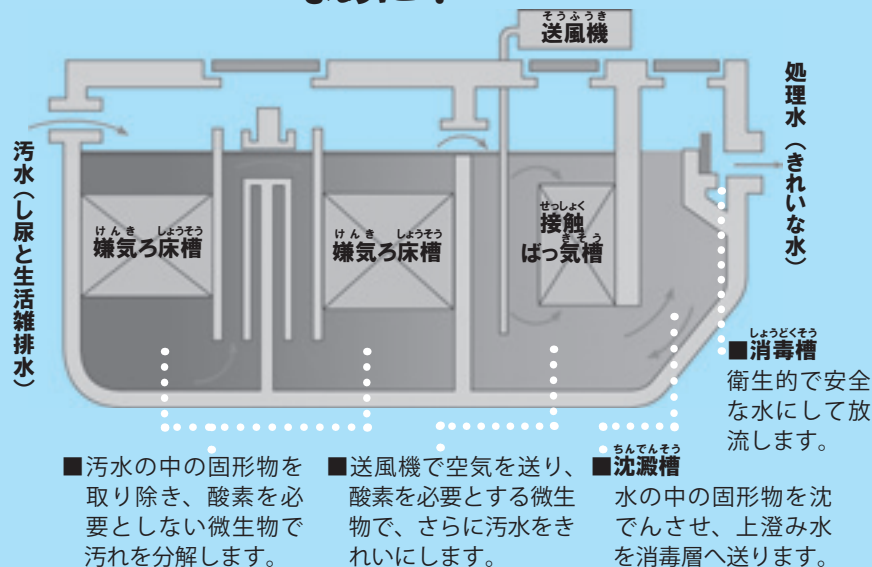 送風機
そうふうき
汚水（し尿と生活雑排水）
処理水（きれいな水）
嫌気ろ床槽
けんき しょうそう
嫌気ろ床槽
けんき しょうそう
接触
せっしょく
ばっ気槽
きそう
■消毒槽
しょうどくそう
衛生的で安全
な水にして放
流します。
■汚水の中の固形物を
取り除き、酸素を必
要としない微生物で
汚れを分解します。
■送風機で空気を送り、
酸素を必要とする微生
物で、さらに汚水をき
れいにします。
■沈澱槽
ちんでんそう
水の中の固形物を沈
でんさせ、上澄み水
を消毒層へ送ります。